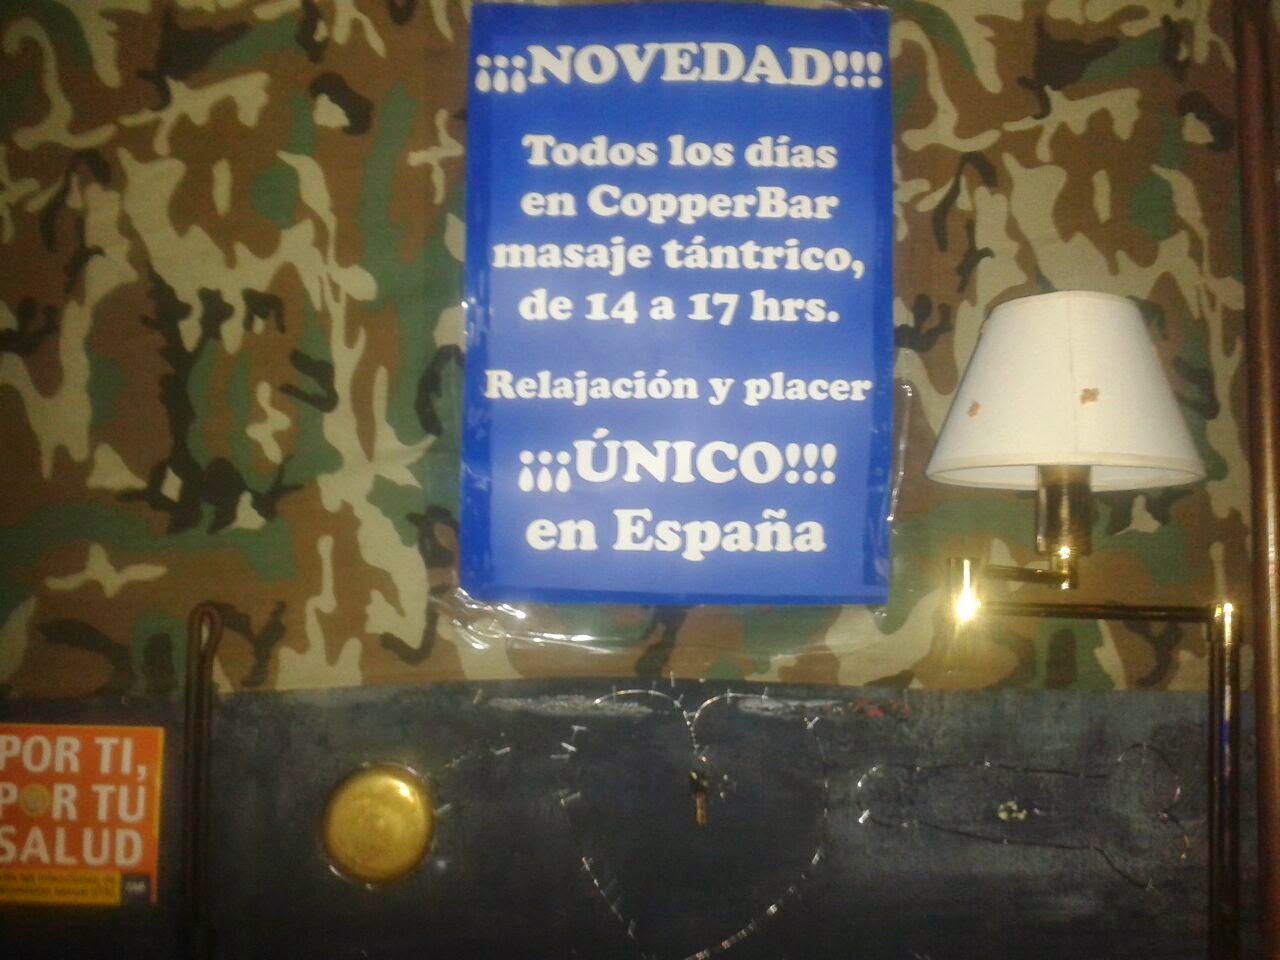 ¡¡¡NOVEDAD!!!
Todos los días
en CopperBar
masaje tántrico,
de 14 a 17 hrs.
Relajación y placer
¡¡¡ÚNICO!!!
en España
POR TI,
POR TU
SALUD